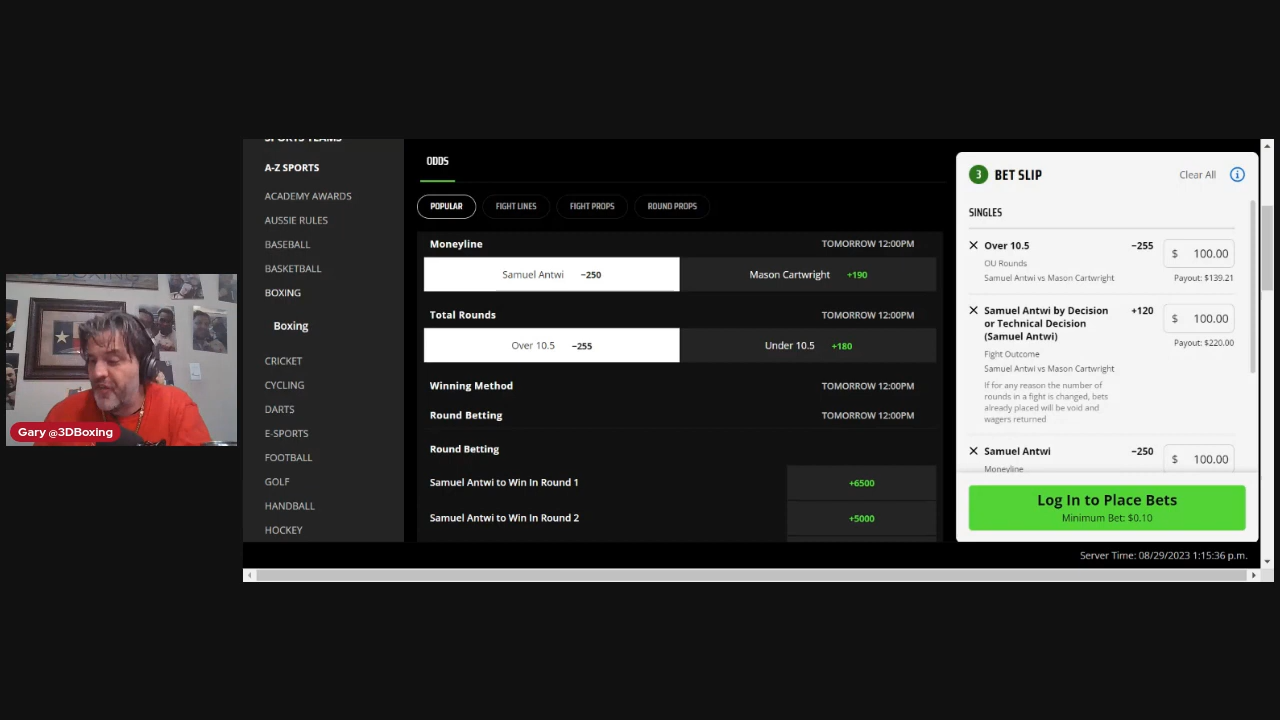 SPORTS TEAMS
A-Z SPORTS
ACADEMY AWARDS
AUSSIE RULES
BASEBALL
BASKETBALL
BOXING
Boxing
CRICKET
CYCLING
DARTS
E-SPORTS
FOOTBALL
GOLF
HANDBALL
HOCKEY
ODDS
POPULAR FIGHT LINES FIGHT PROPS ROUND PROPS
Moneyline TOMORROW 12:00PM
Samuel Antwi −250 Mason Cartwright +190
Total Rounds TOMORROW 12:00PM
Over 10.5 −255 Under 10.5 +180
Winning Method TOMORROW 12:00PM
Round Betting TOMORROW 12:00PM
Round Betting
Samuel Antwi to Win In Round 1 +6500
Samuel Antwi to Win In Round 2 +5000
3 BET SLIP Clear All
SINGLES
Over 10.5 −255 $ 100.00
OU Rounds
Samuel Antwi vs Mason Cartwright Payout: $139.21
Samuel Antwi by Decision +120 $ 100.00
or Technical Decision
(Samuel Antwi) Payout: $220.00
Fight Outcome
Samuel Antwi vs Mason Cartwright
If for any reason the number of
rounds in a fight is changed, bets
already placed will be void and
wagers returned
Samuel Antwi −250 $ 100.00
Moneyline
Log In to Place Bets
Minimum Bet: $0.10
Server Time: 08/29/2023 1:15:36 p.m.
Gary @3DBoxing